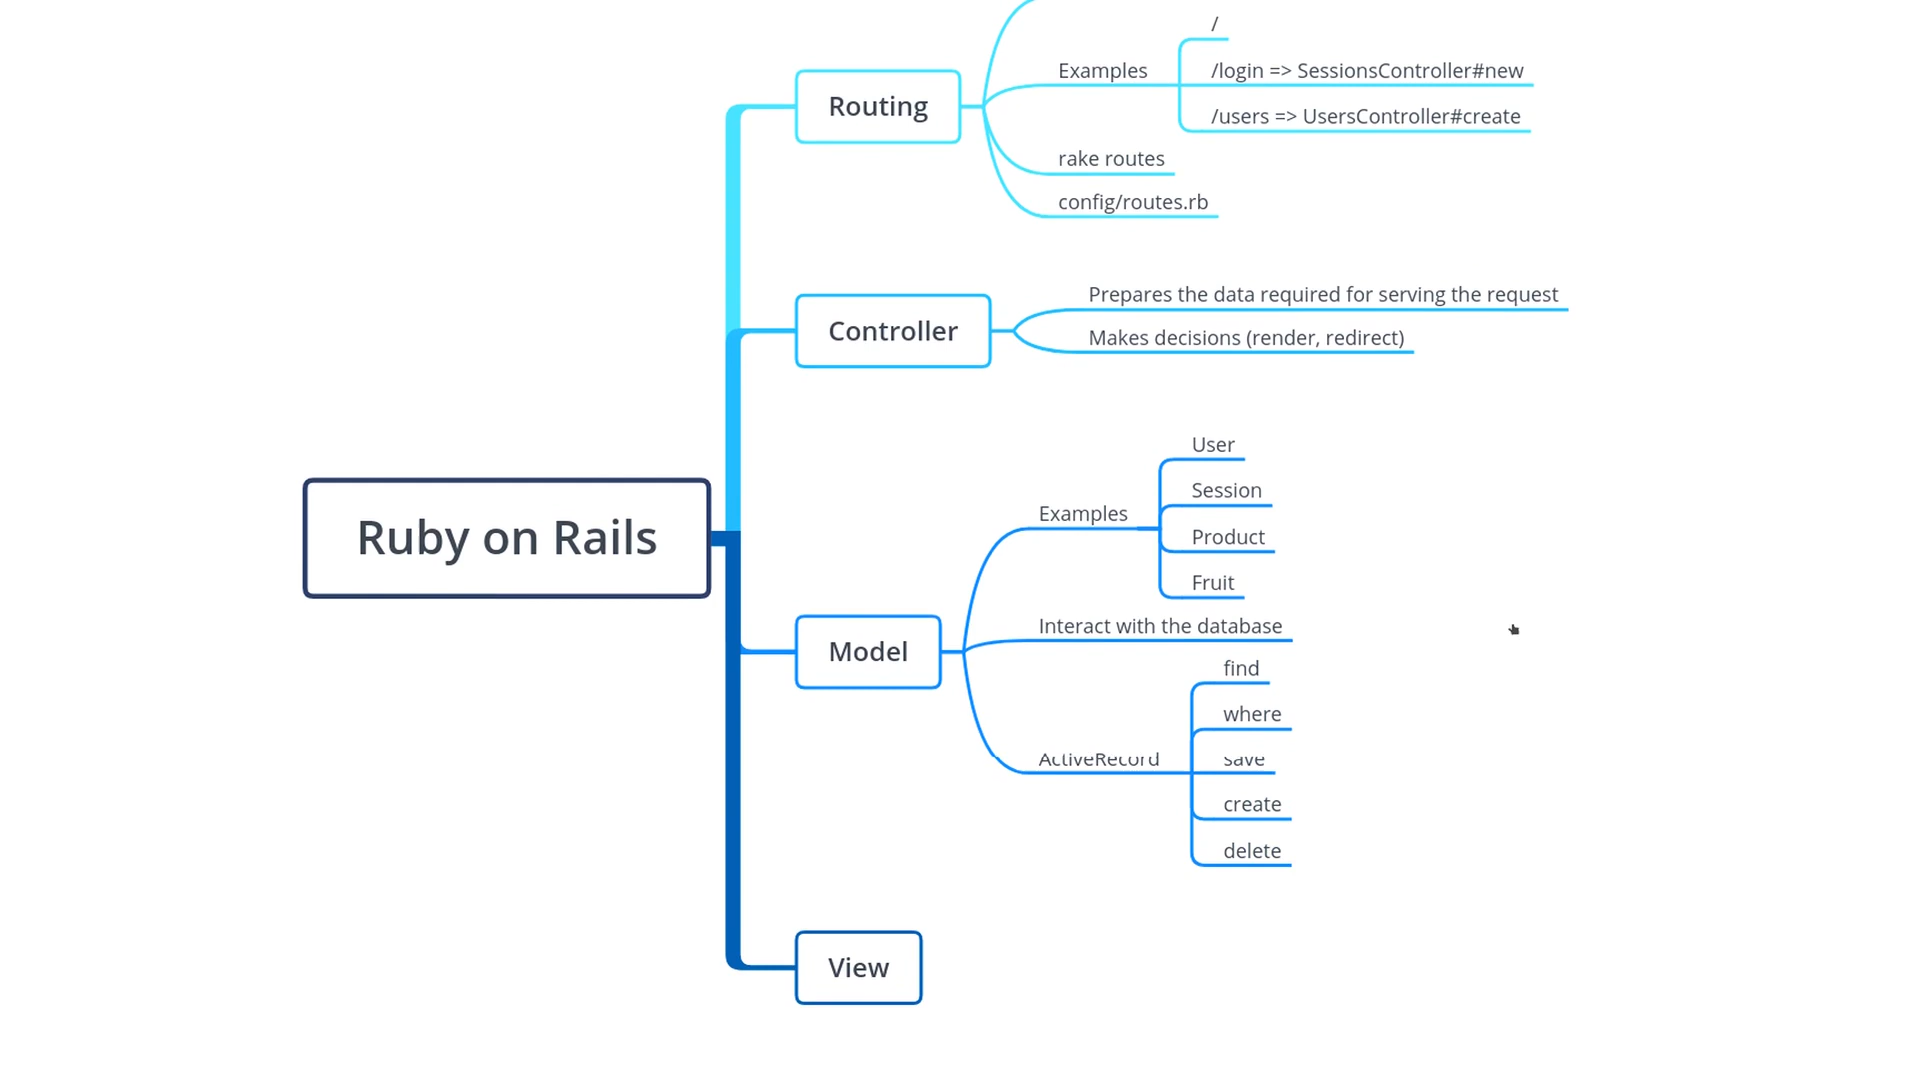 Ruby on Rails
Routing
Examples
/
/login => SessionsController#new
/users => UsersController#create
rake routes
config/routes.rb
Controller
Prepares the data required for serving the request
Makes decisions (render, redirect)
Model
Examples
User
Session
Product
Fruit
Interact with the database
ActiveRecord
find
where
save
create
delete
View